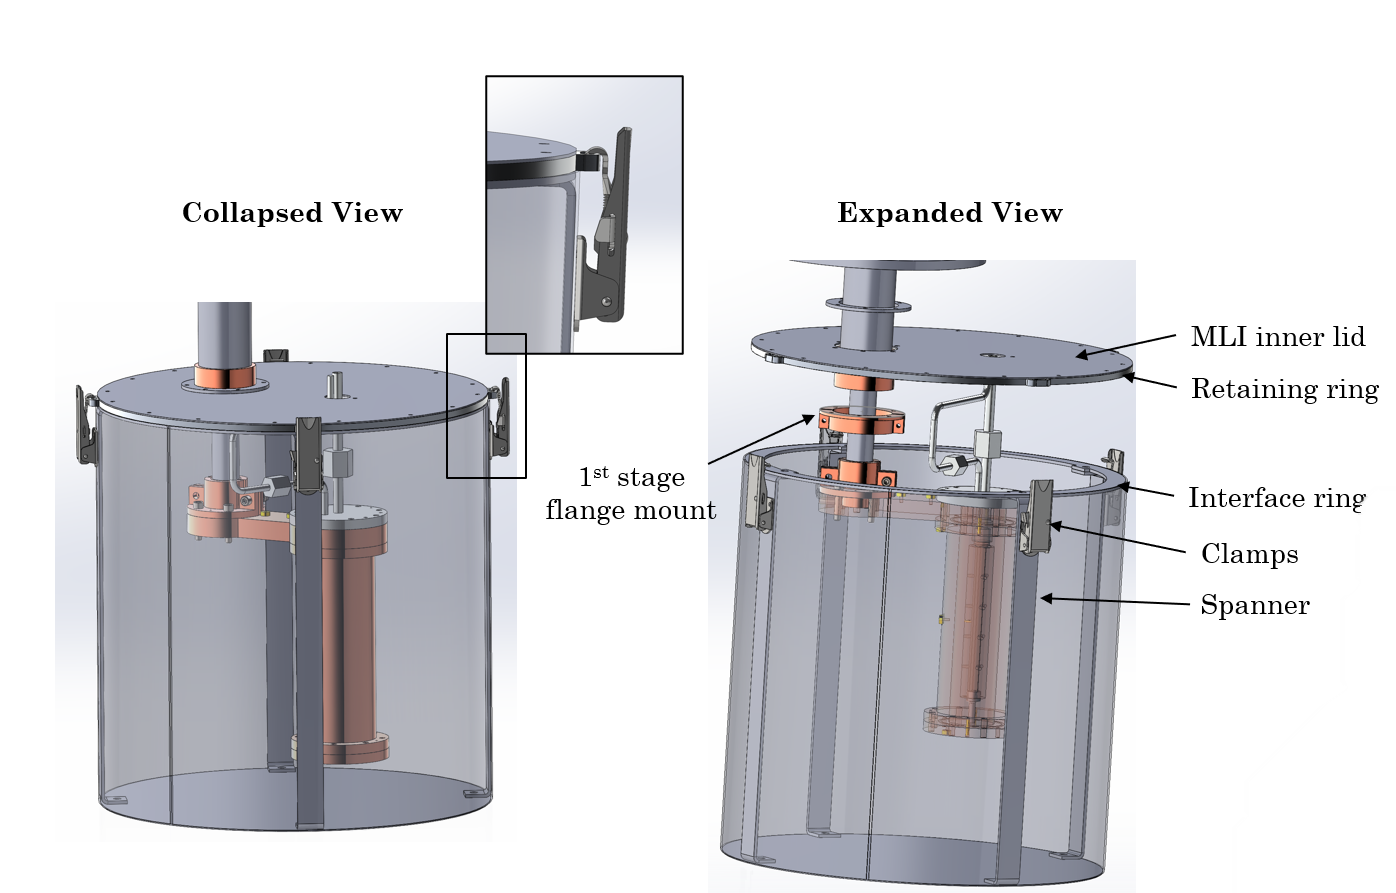 Collapsed View
Expanded View
MLI inner lid
Retaining ring
1st stage
flange mount
Interface ring
Clamps
Spanner